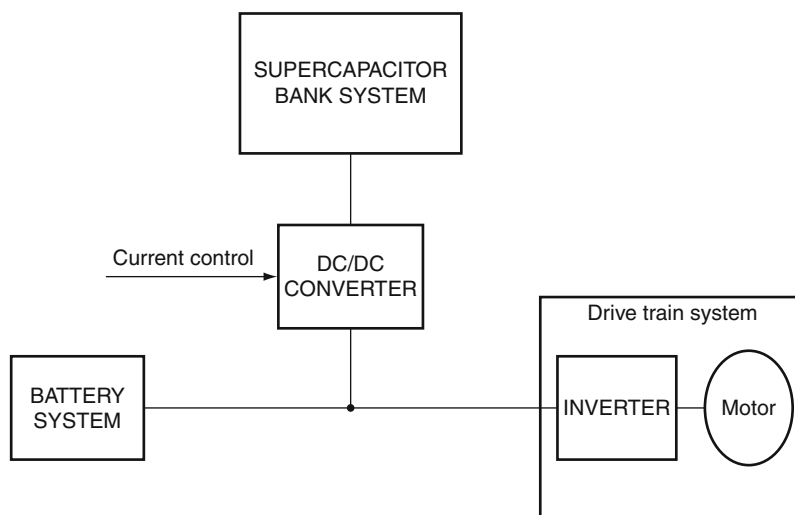 SUPERCAPACITOR
BANK SYSTEM
Current control
DC/DC
CONVERTER
Drive train system
BATTERY
SYSTEM
INVERTER
Motor